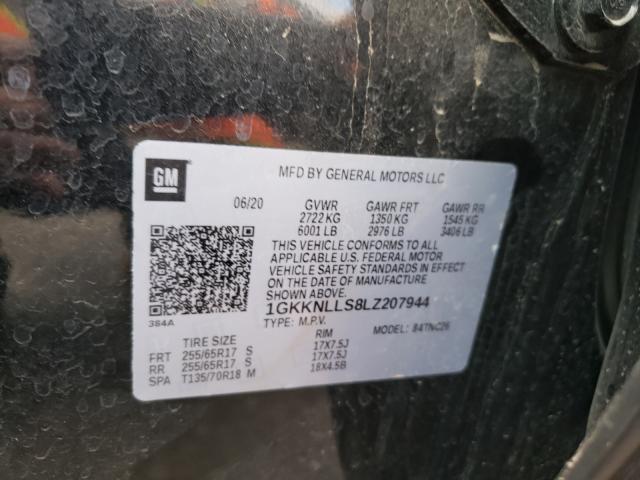 GM
MFD BY GENERAL MOTORS LLC
06/20 GVWR GAWR FRT GAWR RR
2722 KG 1350 KG 1545 KG
6001 LB 2976 LB 3406 LB
THIS VEHICLE CONFORMS TO ALL
APPLICABLE U.S. FEDERAL MOTOR
VEHICLE SAFETY STANDARDS IN EFFECT
ON THE DATE OF MANUFACTURE
SHOWN ABOVE.
1GKKNLLS8LZ207944
3S4A
TYPE: M.P.V. MODEL: 84TNC26
TIRE SIZE RIM
FRT 255/65R17 S 17X7.5J
RR 255/65R17 S 17X7.5J
SPA T135/70R18 M 18X4.5B